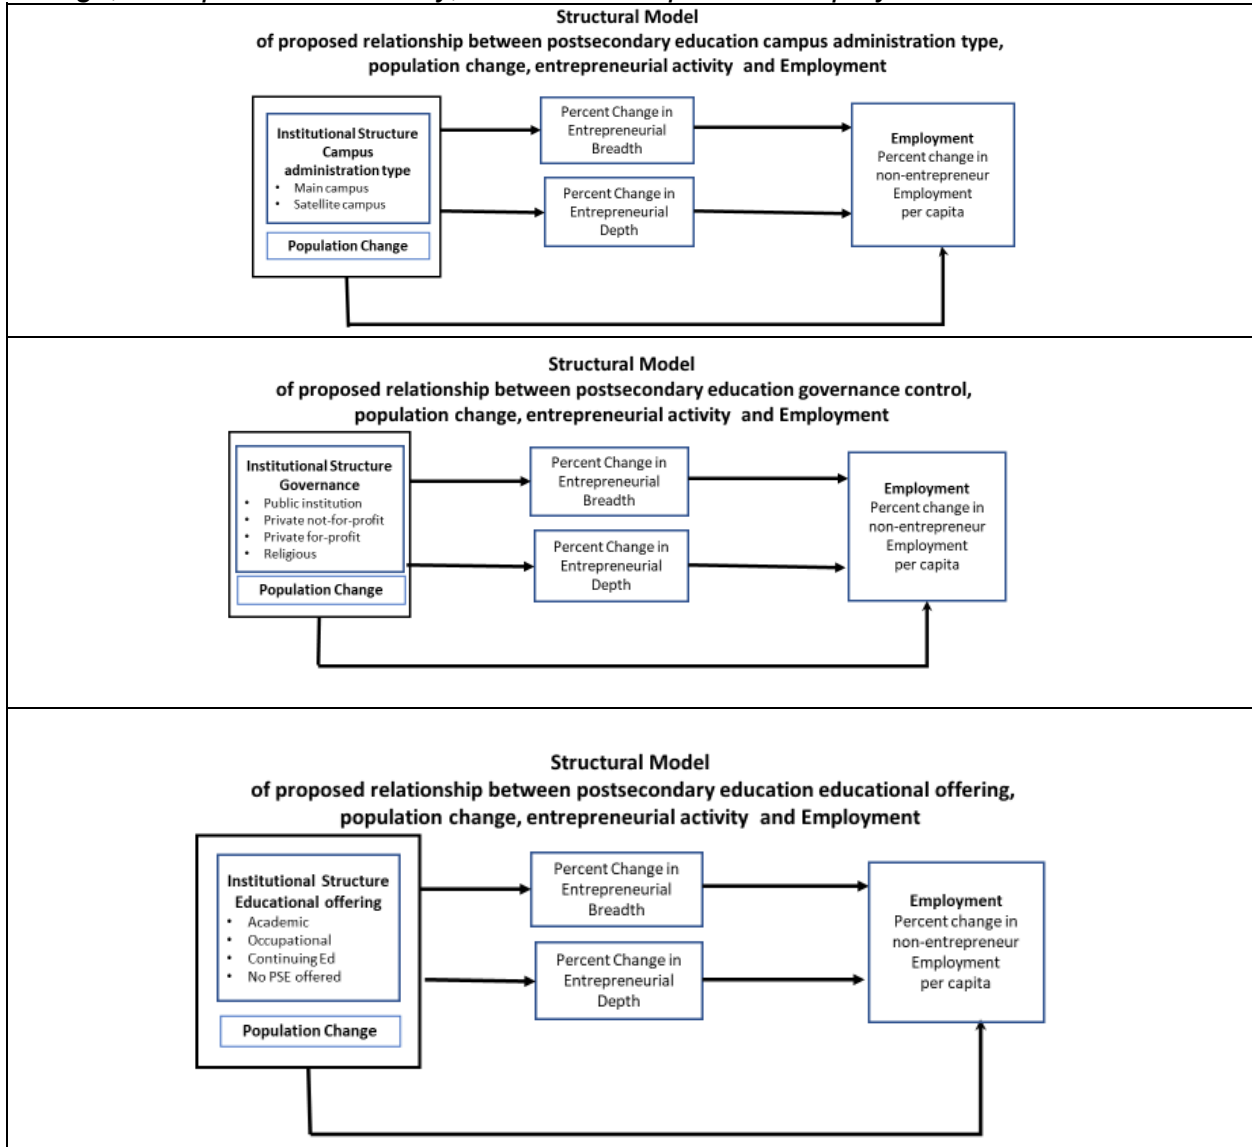 Structural Model
of proposed relationship between postsecondary education campus administration type,
population change, entrepreneurial activity and Employment
Institutional Structure
Campus
administration type
• Main campus
• Satellite campus
Population Change
Percent Change in
Entrepreneurial
Breadth
Percent Change in
Entrepreneurial
Depth
Employment
Percent change in
non-entrepreneur
Employment
per capita
Structural Model
of proposed relationship between postsecondary education governance control,
population change, entrepreneurial activity and Employment
Institutional Structure
Governance
• Public institution
• Private not-for-profit
• Private for-profit
• Religious
Population Change
Percent Change in
Entrepreneurial
Breadth
Percent Change in
Entrepreneurial
Depth
Employment
Percent change in
non-entrepreneur
Employment
per capita
Structural Model
of proposed relationship between postsecondary education educational offering,
population change, entrepreneurial activity and Employment
Institutional Structure
Educational offering
• Academic
• Occupational
• Continuing Ed
• No PSE offered
Population Change
Percent Change in
Entrepreneurial
Breadth
Percent Change in
Entrepreneurial
Depth
Employment
Percent change in
non-entrepreneur
Employment
per capita